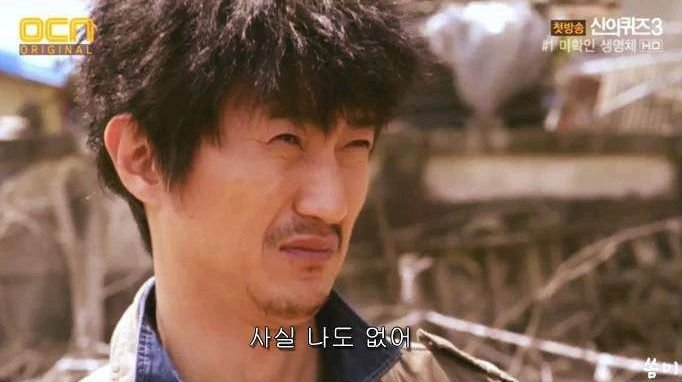 OCN
ORIGINAL
첫방송 신의퀴즈3
#1 미확인 생명체 HD
사실 나도 없어
쏨미